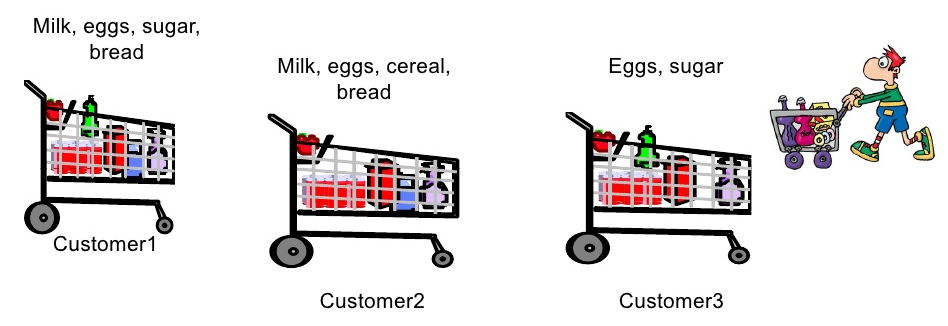 Milk, eggs, sugar,
bread
Customer1
Milk, eggs, cereal,
bread
Customer2
Eggs, sugar
Customer3